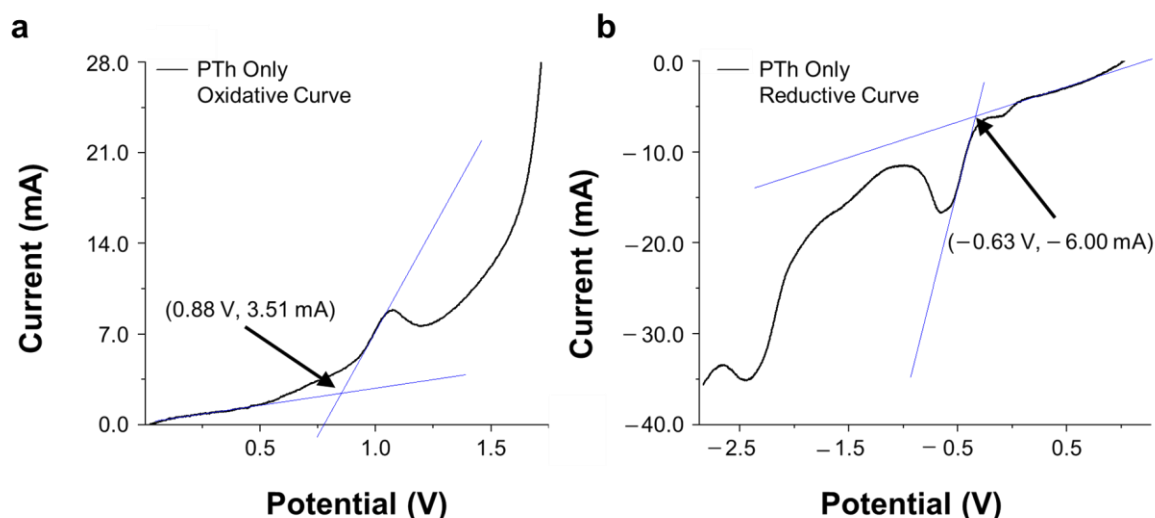 a
PTh Only
Oxidative Curve
28.0
21.0
14.0
7.0
0.0
Current (mA)
(0.88 V, 3.51 mA)
0.5
1.0
1.5
Potential (V)
b
PTh Only
Reductive Curve
0.0
−10.0
−20.0
−30.0
−40.0
Current (mA)
(−0.63 V, −6.00 mA)
−2.5
−1.5
−0.5
0.5
Potential (V)